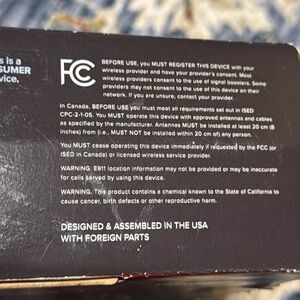 is is a
SUMER
vice.
FC
BEFORE USE, you MUST REGISTER THIS DEVICE with your
wireless provider and have your provider's consent. Most
wireless providers consent to the use of signal boosters. Some
providers may not consent to the use of this device on their
network. If you are unsure, contact your provider.
In Canada, BEFORE USE you must meet all requirements set out in ISED
CPC-2-1-05. You MUST operate this device with approved antennas and cables
as specified by the manufacturer. Antennas MUST be installed at least 20 cm (8
inches) from (i.e., MUST NOT be installed within 20 cm of) any person.
You MUST cease operating this device immediately if requested by the FCC (or
ISED in Canada) or licensed wireless service provider.
WARNING. E911 location information may not be provided or may be inaccurate
for calls served by using this device.
WARNING. This product contains a chemical known to the State of California to
cause cancer, birth defects or other reproductive harm.
DESIGNED & ASSEMBLED IN THE USA
WITH FOREIGN PARTS